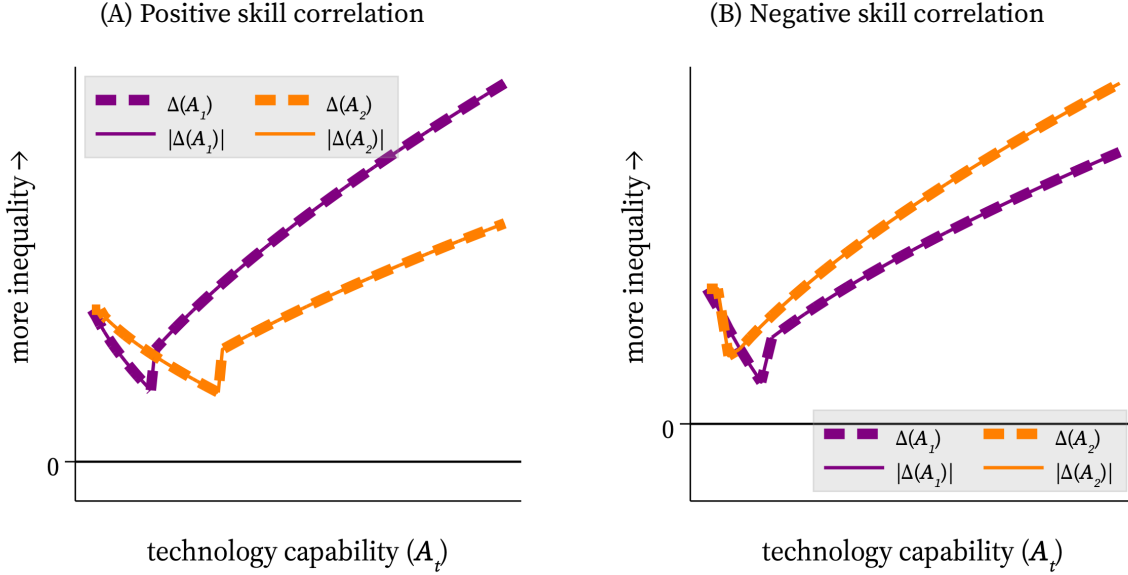 (A) Positive skill correlation
Δ(A₁) Δ(A₂)
|Δ(A₁)| |Δ(A₂)|
more inequality →
0
technology capability (Aₜ)
(B) Negative skill correlation
more inequality →
0
Δ(A₁) Δ(A₂)
|Δ(A₁)| |Δ(A₂)|
technology capability (Aₜ)